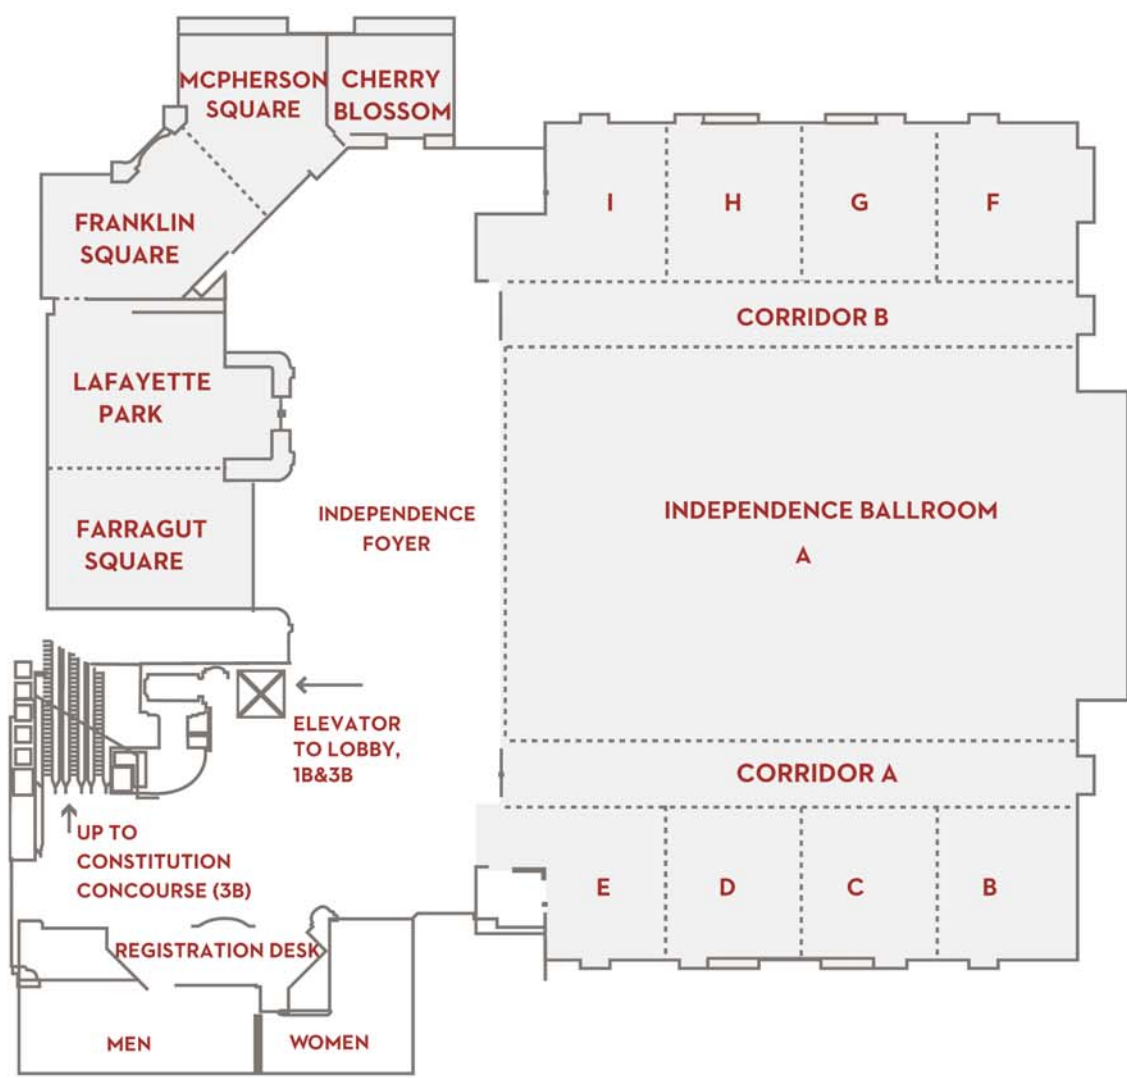 MCPHERSON
SQUARE
CHERRY
BLOSSOM
I
H
G
F
FRANKLIN
SQUARE
CORRIDOR B
LAFAYETTE
PARK
INDEPENDENCE
FOYER
INDEPENDENCE BALLROOM
A
FARRAGUT
SQUARE
ELEVATOR
TO LOBBY,
1B&3B
CORRIDOR A
UP TO
CONSTITUTION
CONCOURSE (3B)
E
D
C
B
REGISTRATION DESK
MEN
WOMEN